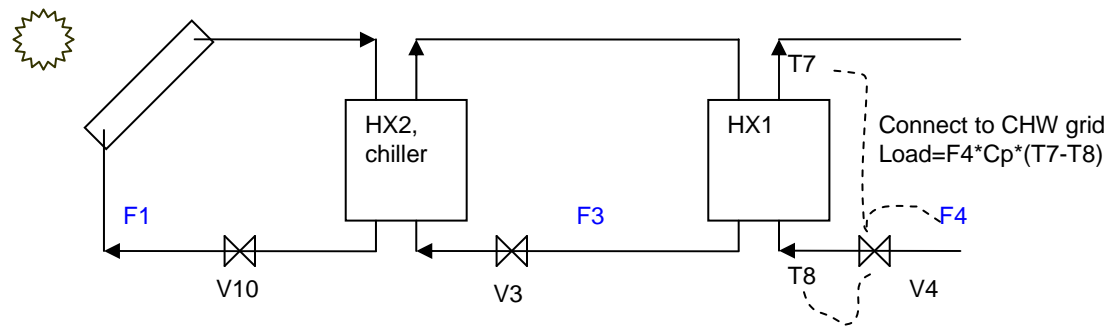 T7
HX2,
chiller
HX1
Connect to CHW grid
Load=F4*Cp*(T7-T8)
F1
F3
F4
V10
V3
T8
V4